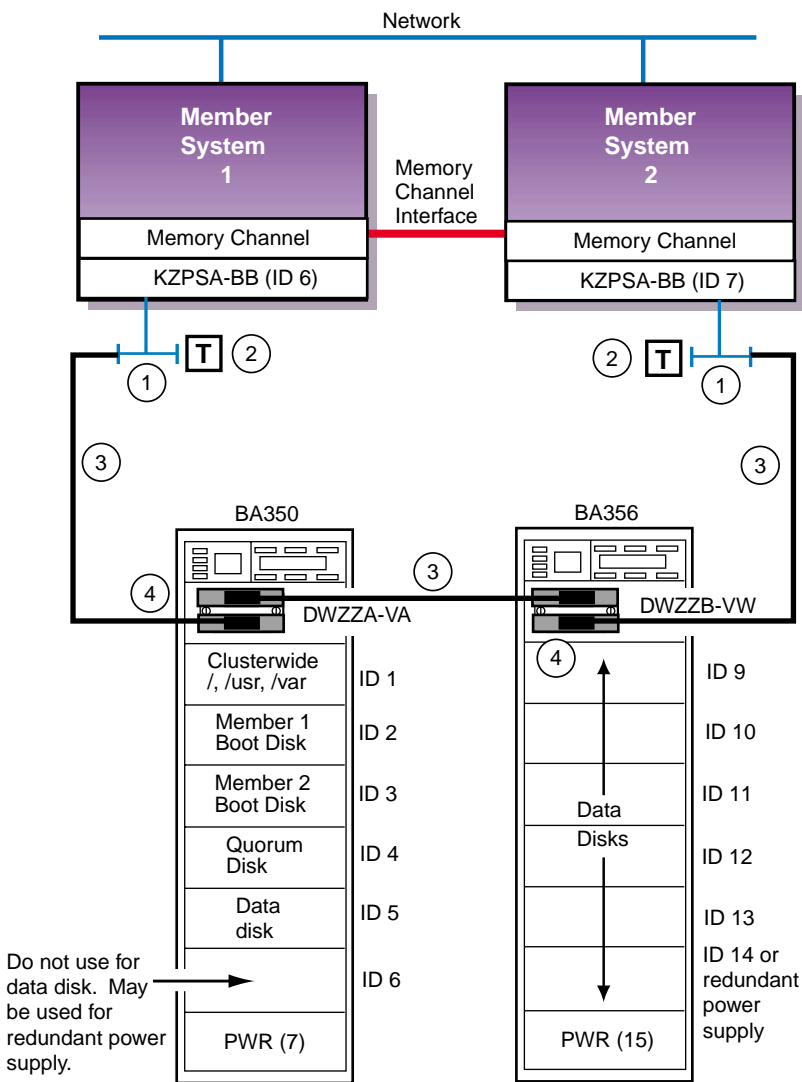 Network
Member
System
1
Memory
Channel
Interface
Member
System
2
Memory Channel
Memory Channel
KZPSA-BB (ID 6)
KZPSA-BB (ID 7)
T
2
2
T
1
1
3
3
BA350
BA356
3
4
DWZZA-VA
DWZZB-VW
4
Clusterwide
/, /usr, /var
ID 1
ID 9
Member 1
Boot Disk
ID 2
ID 10
Member 2
Boot Disk
ID 3
ID 11
Data
Disks
Quorum
Disk
ID 4
ID 12
Data
disk
ID 5
ID 13
Do not use for
data disk.  May
be used for
redundant power
supply.
ID 6
ID 14 or
redundant
power
supply
PWR (7)
PWR (15)